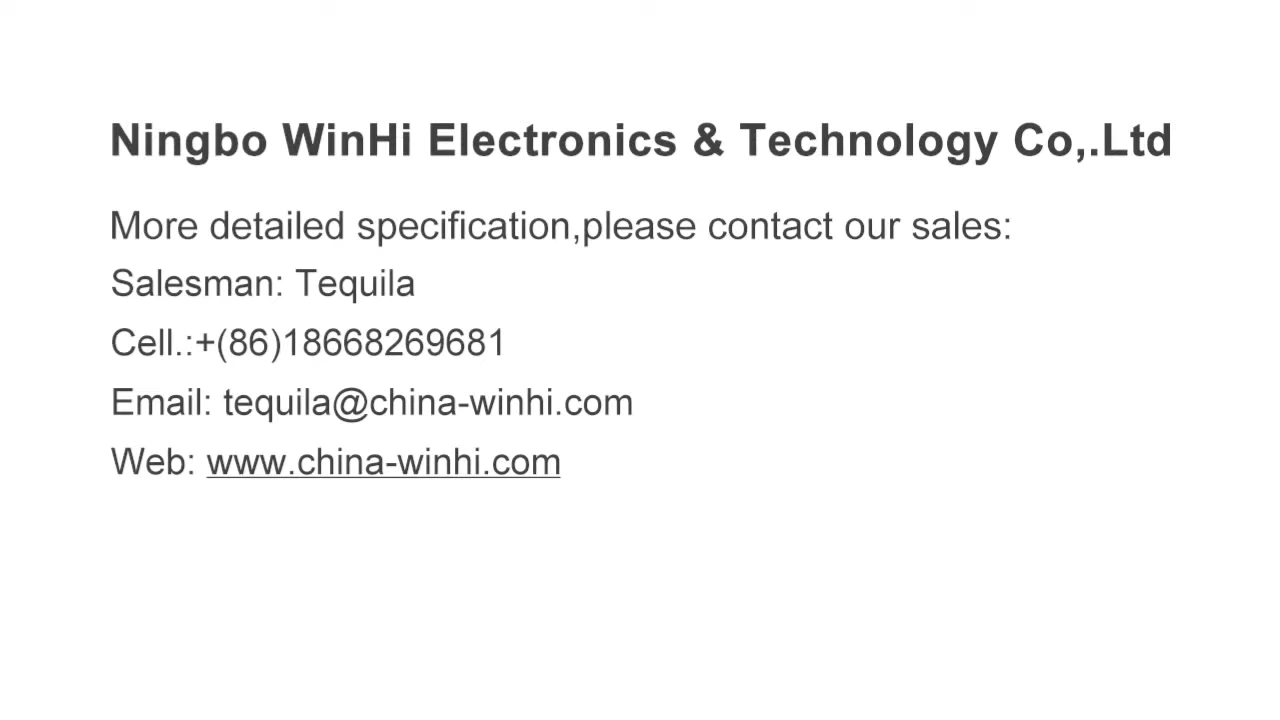 Ningbo WinHi Electronics & Technology Co,.Ltd
More detailed specification,please contact our sales:
Salesman: Tequila
Cell.:+(86)18668269681
Email: tequila@china-winhi.com
Web: www.china-winhi.com